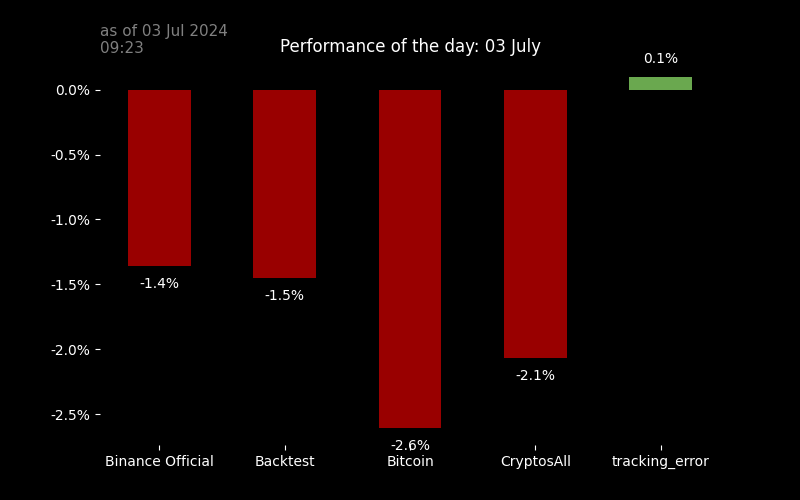 as of 03 Jul 2024
09:23
Performance of the day: 03 July
0.1%
0.0%
-0.5%
-1.0%
-1.5%
-2.0%
-2.5%
-1.4%
-1.5%
-2.6%
-2.1%
Binance Official
Backtest
Bitcoin
CryptosAll
tracking_error